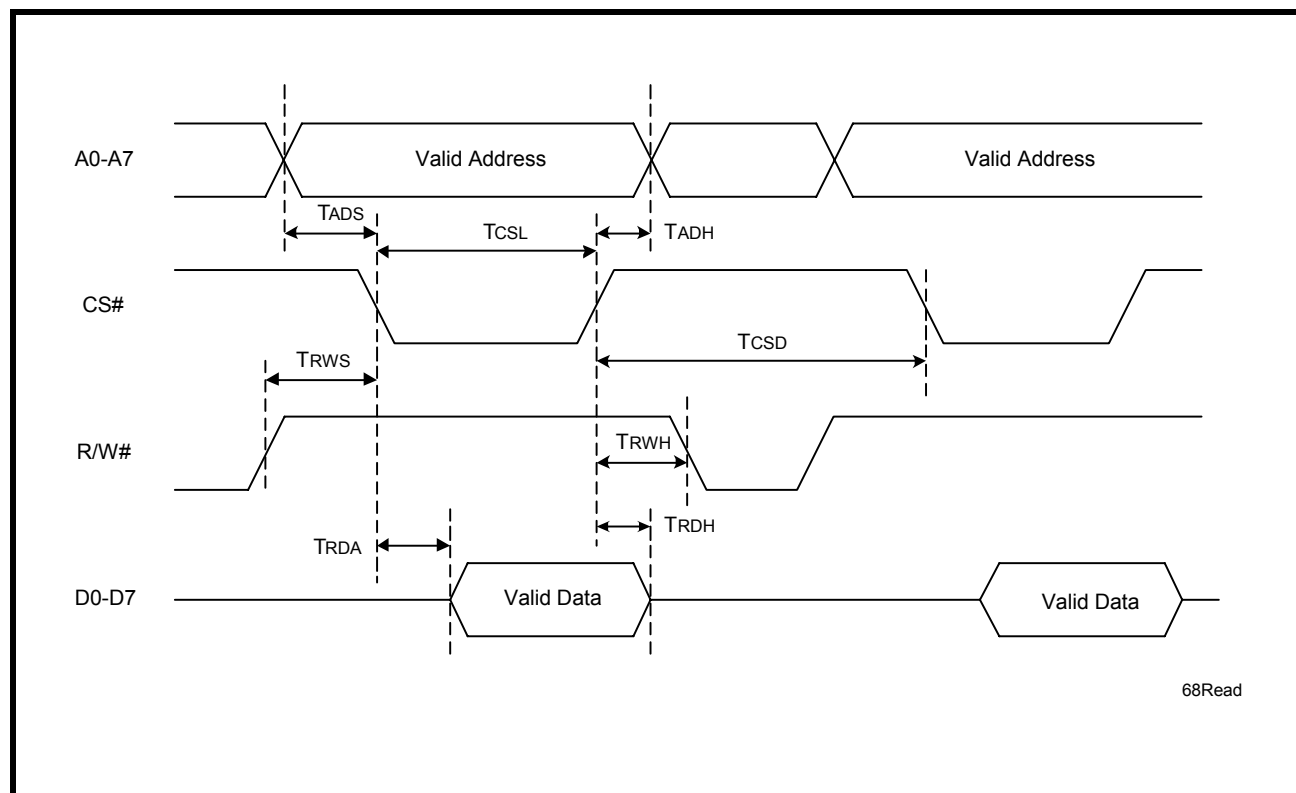 A0-A7
Valid Address
Valid Address
TADS
TCSL
TADH
CS#
TCSD
TRWS
R/W#
TRWH
TRDH
TRDA
D0-D7
Valid Data
Valid Data
68Read